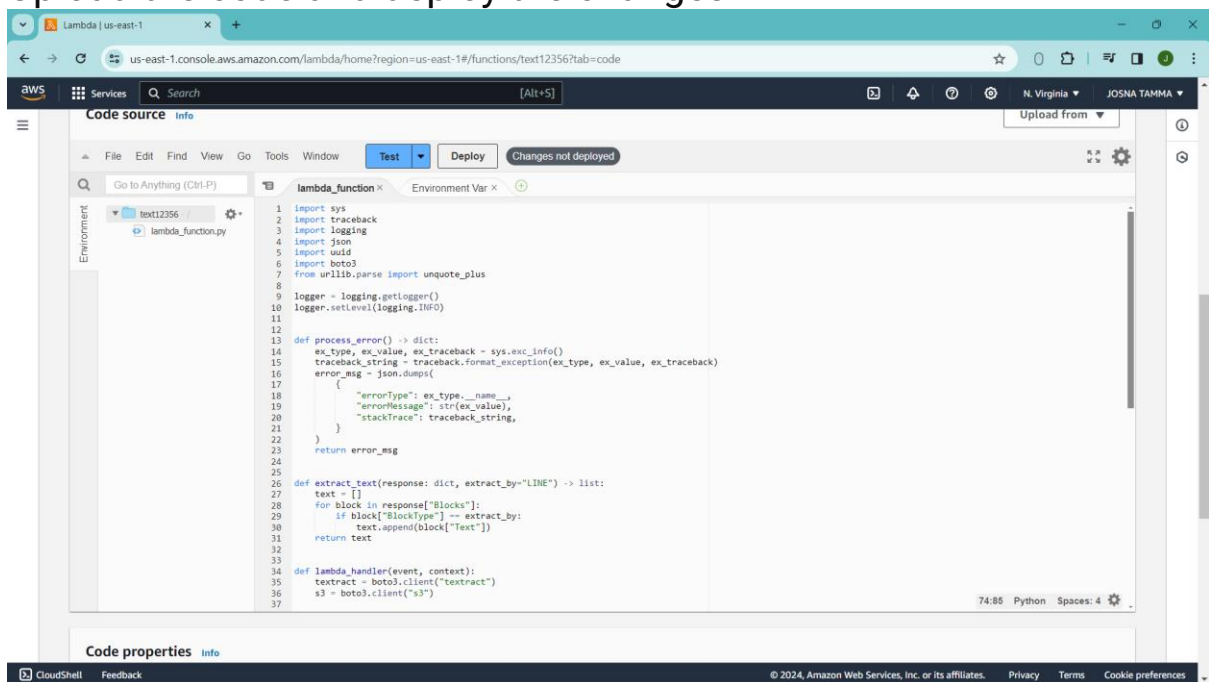 Lambda | us-east-1
us-east-1.console.aws.amazon.com/lambda/home?region=us-east-1#/functions/text12356?tab=code
J
aws
Services
Search
[Alt+S]
N. Virginia
JOSNA TAMMA
Code source Info
Upload from
File Edit Find View Go Tools Window
Test
Deploy
Changes not deployed
Go to Anything (Ctrl-P)
lambda_function ×
Environment Var ×
Environment
text12356 /
lambda_function.py
1 import sys
2 import traceback
3 import logging
4 import json
5 import uuid
6 import boto3
7 from urllib.parse import unquote_plus
8
9 logger = logging.getLogger()
10 logger.setLevel(logging.INFO)
11
12
13 def process_error() -> dict:
14     ex_type, ex_value, ex_traceback = sys.exc_info()
15     traceback_string = traceback.format_exception(ex_type, ex_value, ex_traceback)
16     error_msg = json.dumps(
17         {
18             "errorType": ex_type.__name__,
19             "errorMessage": str(ex_value),
20             "stackTrace": traceback_string,
21         }
22     )
23     return error_msg
24
25
26 def extract_text(response: dict, extract_by="LINE") -> list:
27     text = []
28     for block in response["Blocks"]:
29         if block["BlockType"] == extract_by:
30             text.append(block["Text"])
31     return text
32
33
34 def lambda_handler(event, context):
35     textract = boto3.client("textract")
36     s3 = boto3.client("s3")
37
74:85 Python Spaces: 4
Code properties Info
CloudShell Feedback
© 2024, Amazon Web Services, Inc. or its affiliates. Privacy Terms Cookie preferences